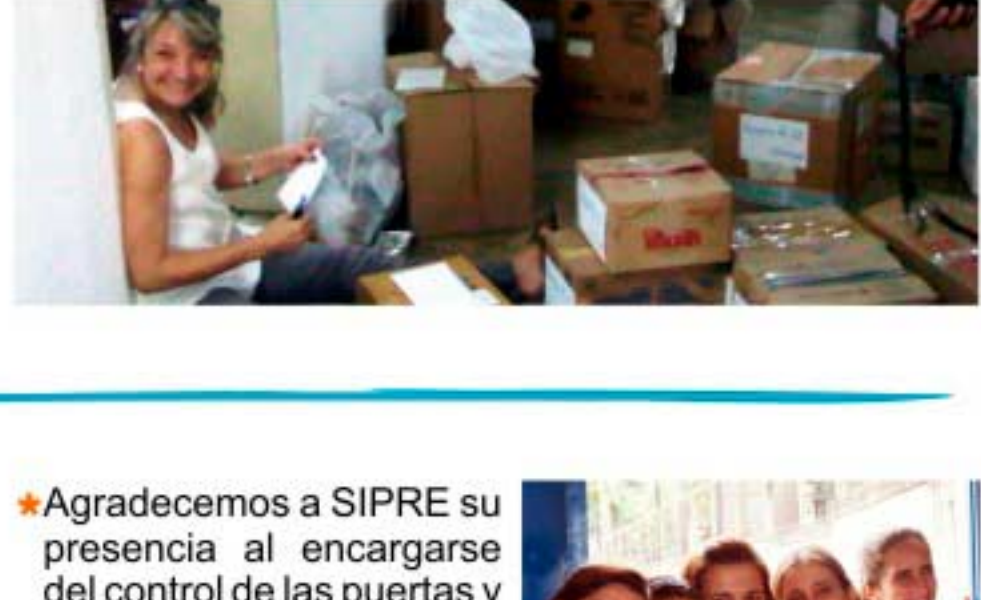 *Agradecemos a SIPRE su
presencia al encargarse
del control de las puertas y